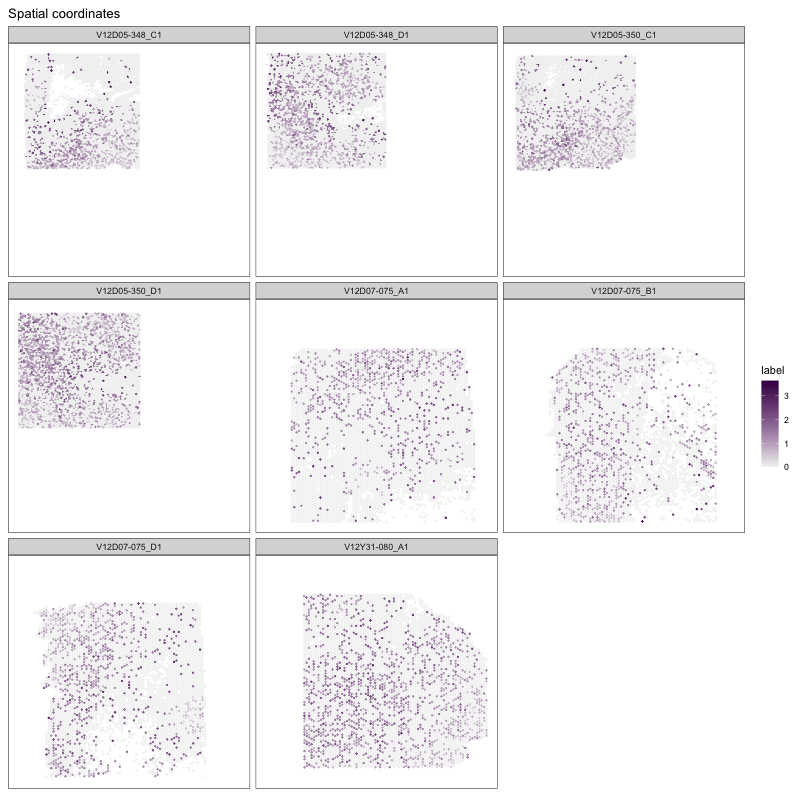 Spatial coordinates
V12D05-348_C1
V12D05-348_D1
V12D05-350_C1
V12D05-350_D1
V12D07-075_A1
V12D07-075_B1
label
3
2
1
0
V12D07-075_D1
V12Y31-080_A1